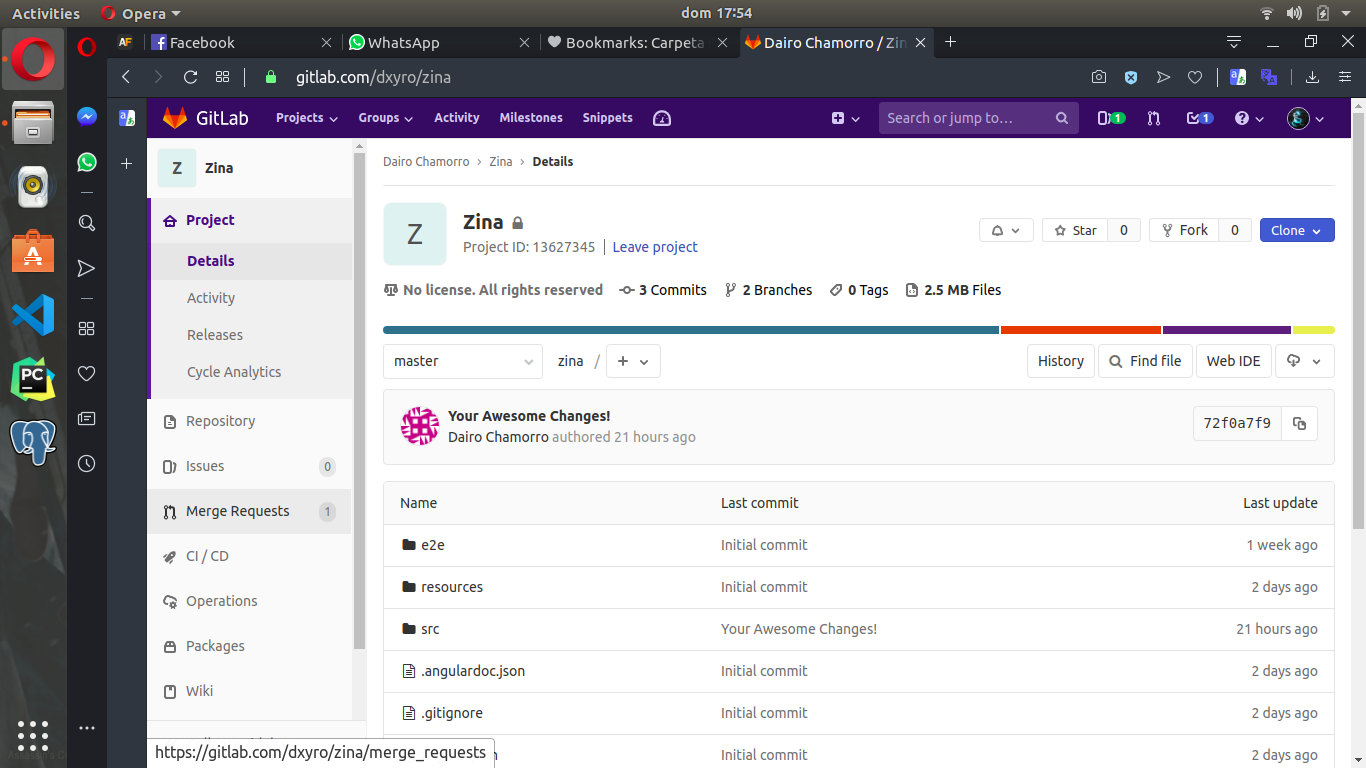 Activities Opera dom 17:54
AF Facebook WhatsApp Bookmarks: Carpeta Dairo Chamorro / Zin
gitlab.com/dxyro/zina
GitLab Projects Groups Activity Milestones Snippets Search or jump to… 1 1
Z Zina
Dairo Chamorro › Zina › Details
Project
Details
Activity
Releases
Cycle Analytics
Repository
Issues 0
Merge Requests 1
CI / CD
Operations
Packages
Wiki
Z
Zina
Project ID: 13627345 | Leave project
Star 0 Fork 0 Clone
No license. All rights reserved 3 Commits 2 Branches 0 Tags 2.5 MB Files
master zina / + History Find file Web IDE
Your Awesome Changes!
Dairo Chamorro authored 21 hours ago
72f0a7f9
Name Last commit Last update
e2e Initial commit 1 week ago
resources Initial commit 2 days ago
src Your Awesome Changes! 21 hours ago
.angulardoc.json Initial commit 2 days ago
.gitignore Initial commit 2 days ago
Initial commit 2 days ago
https://gitlab.com/dxyro/zina/merge_requests
PC